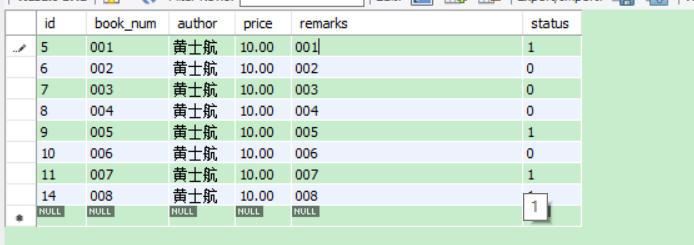 id book_num author price remarks status
5 001 黄士航 10.00 001 1
6 002 黄士航 10.00 002 0
7 003 黄士航 10.00 003 0
8 004 黄士航 10.00 004 0
9 005 黄士航 10.00 005 1
10 006 黄士航 10.00 006 0
11 007 黄士航 10.00 007 1
14 008 黄士航 10.00 008
NULL NULL NULL NULL NULL
1